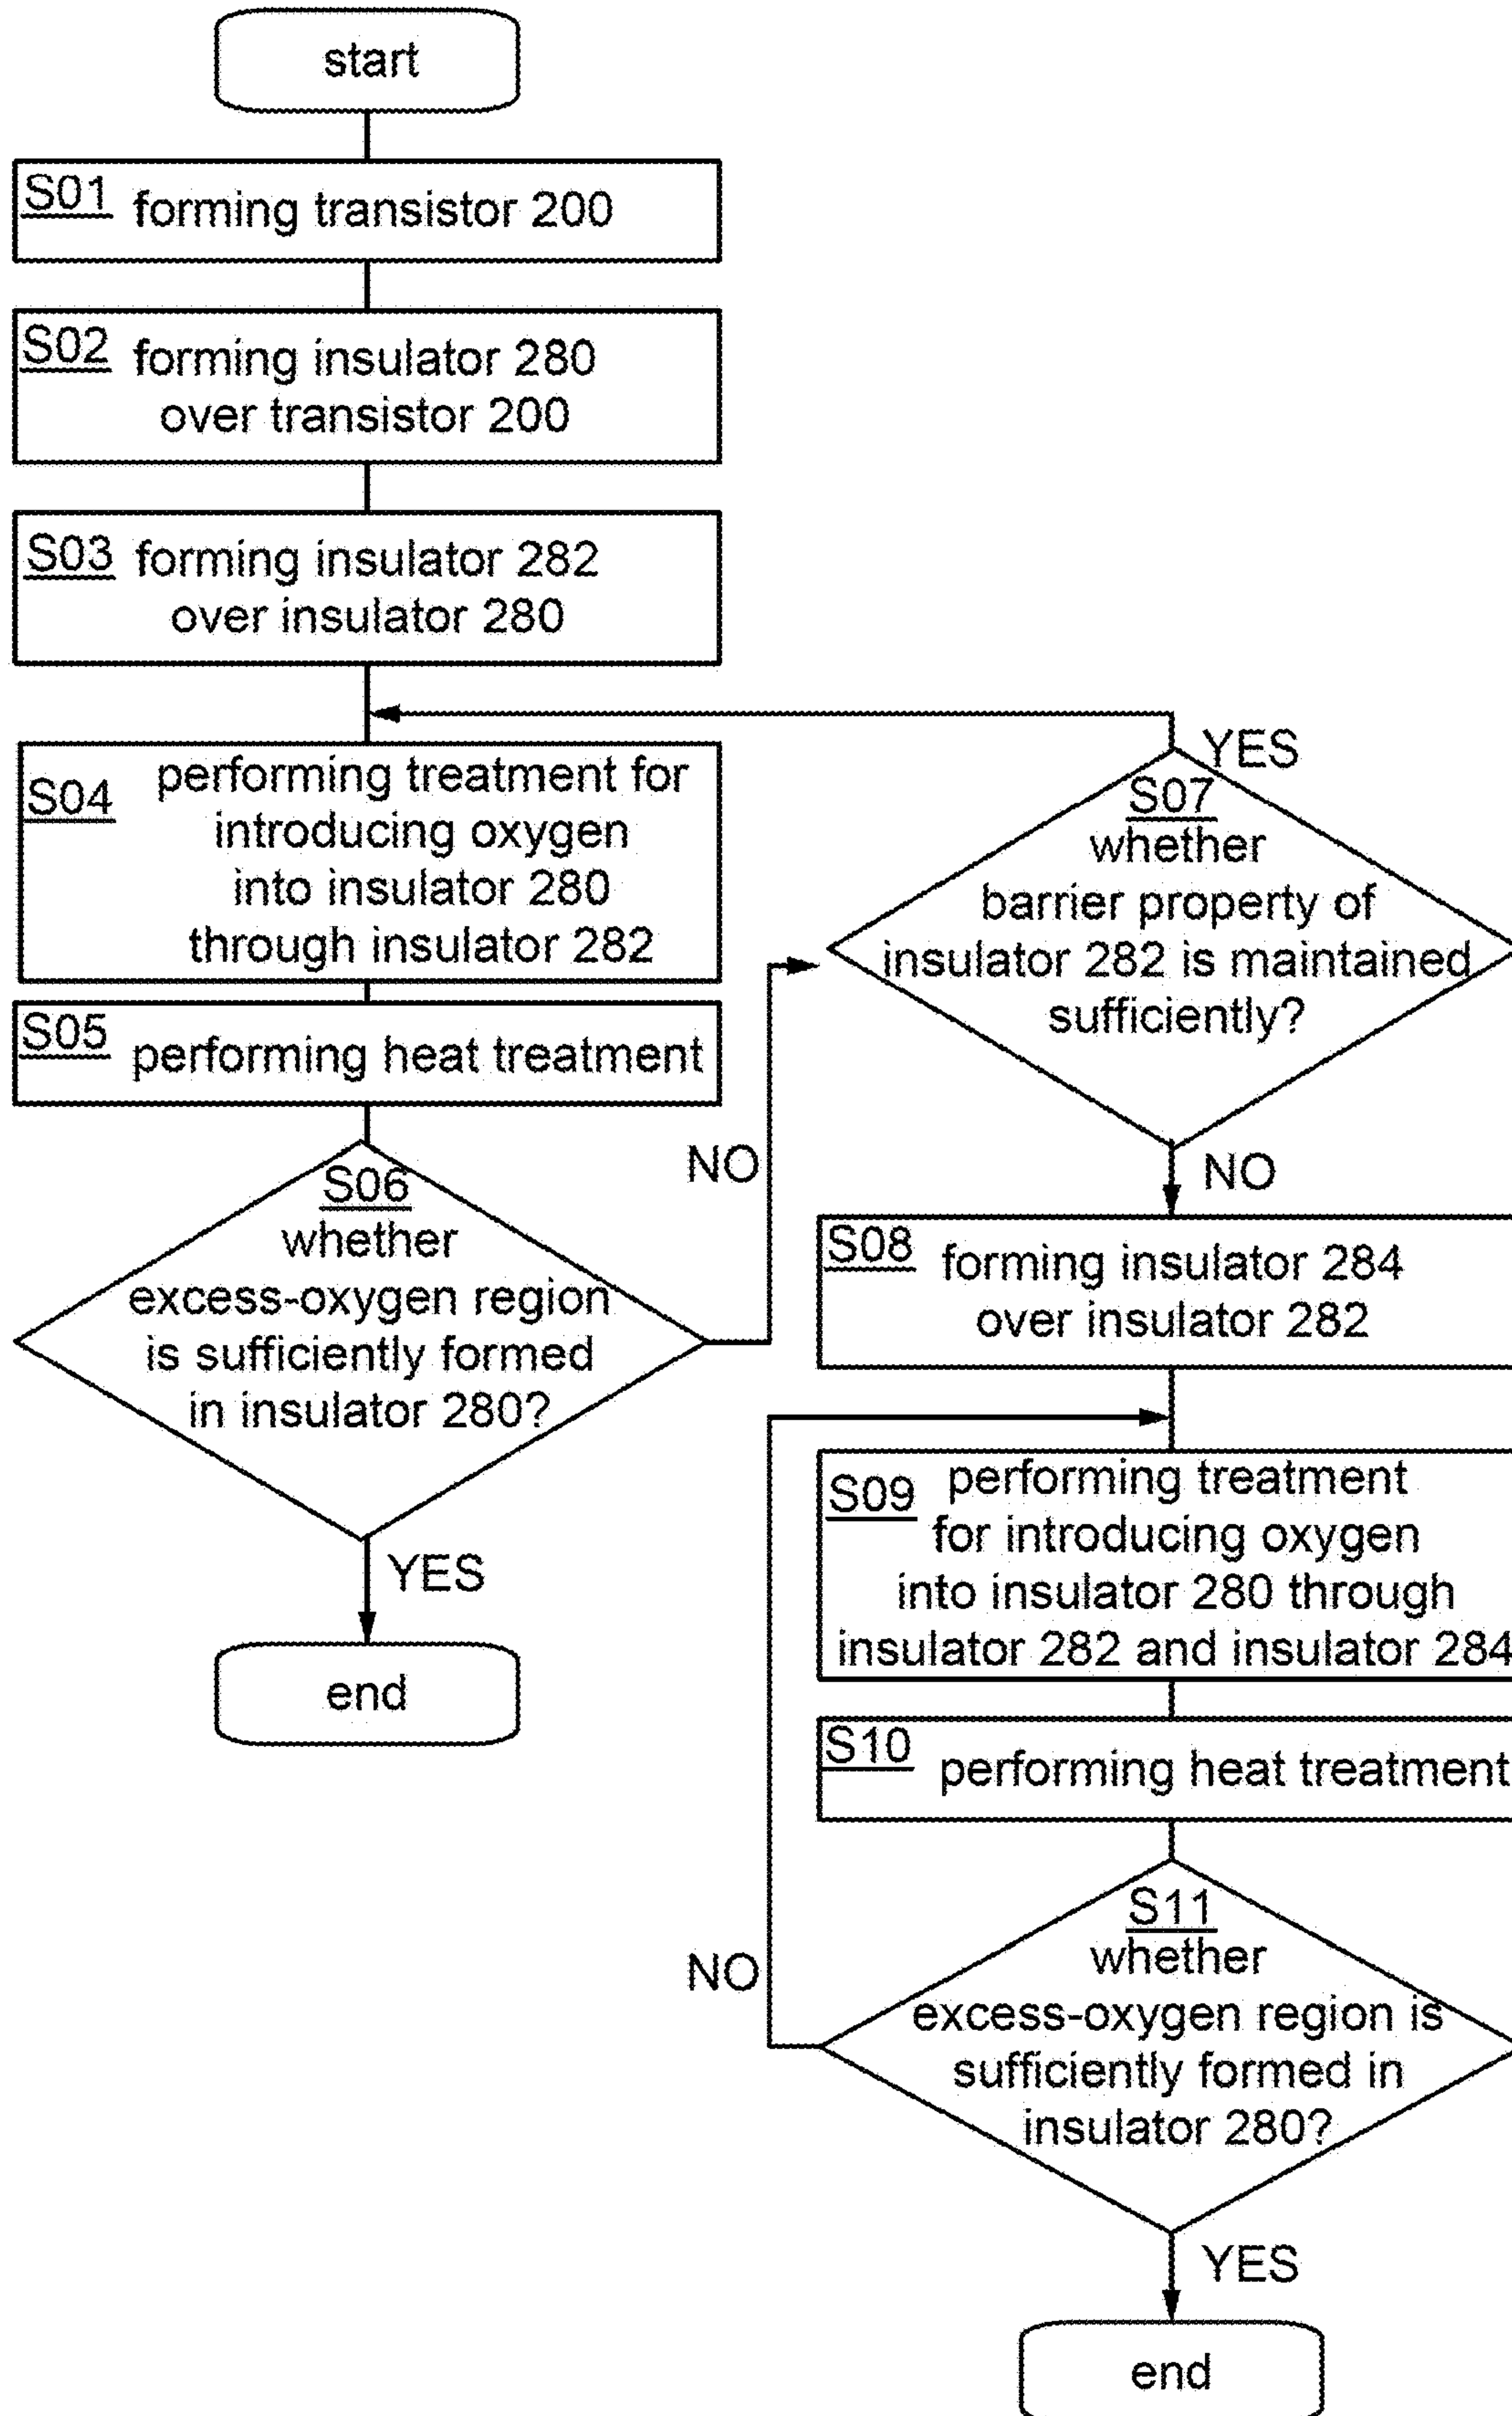 start
S01 forming transistor 200
S02 forming insulator 280
over transistor 200
S03 forming insulator 282
over insulator 280
S04 performing treatment for
introducing oxygen
into insulator 280
through insulator 282
S05 performing heat treatment
S06
whether
excess-oxygen region
is sufficiently formed
in insulator 280?
NO
YES
end
YES
S07
whether
barrier property of
insulator 282 is maintained
sufficiently?
NO
S08 forming insulator 284
over insulator 282
S09 performing treatment
for introducing oxygen
into insulator 280 through
insulator 282 and insulator 284
S10 performing heat treatment
S11
whether
excess-oxygen region is
sufficiently formed in
insulator 280?
NO
YES
end